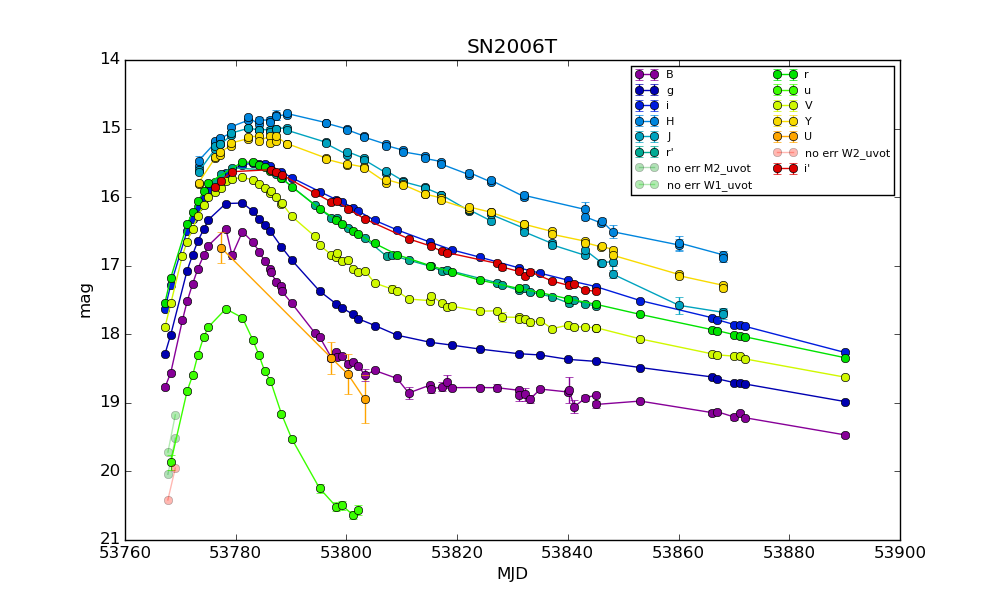 SN2006T
14
15
16
17
18
19
20
21
mag
B
g
i
H
J
r'
no err M2_uvot
no err W1_uvot
r
u
V
Y
U
no err W2_uvot
i'
53760 53780 53800 53820 53840 53860 53880 53900
MJD